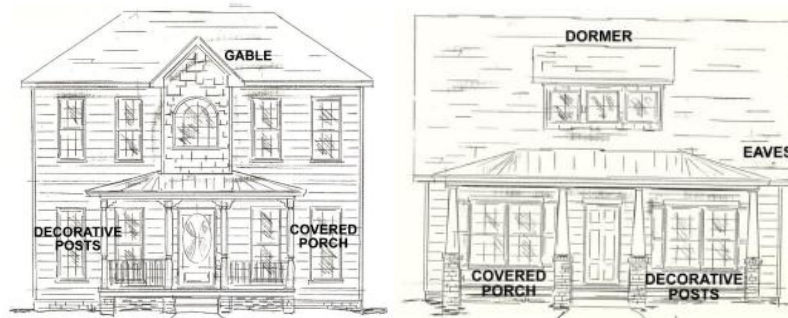 GABLE
DECORATIVE
POSTS
COVERED
PORCH
DORMER
EAVES
COVERED
PORCH
DECORATIVE
POSTS